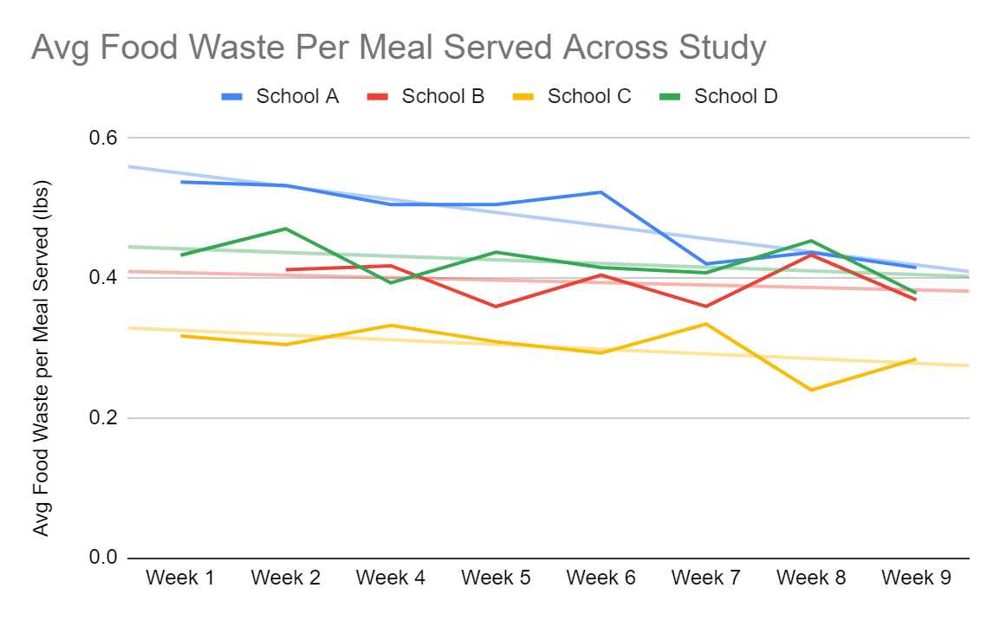 Avg Food Waste Per Meal Served Across Study
School A School B School C School D
Avg Food Waste per Meal Served (lbs)
0.6
0.4
0.2
0.0
Week 1 Week 2 Week 4 Week 5 Week 6 Week 7 Week 8 Week 9